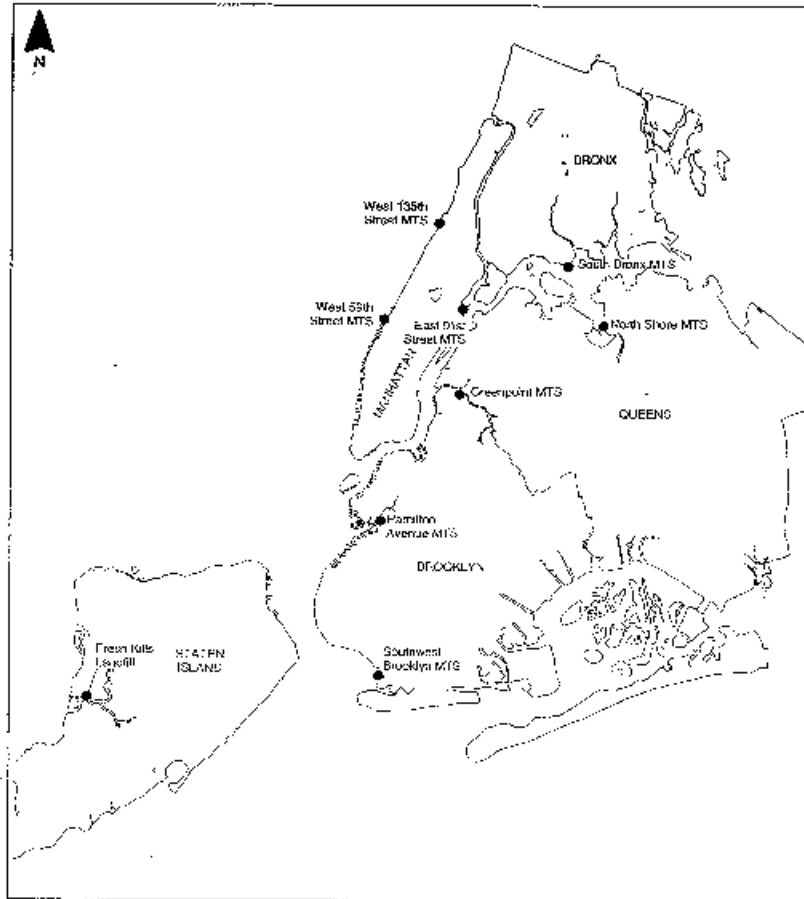 N
BRONX
West 135th
Street MTS
South Bronx MTS
West 59th
Street MTS
East 91st
Street MTS
North Shore MTS
MANHATTAN
Greenpoint MTS
QUEENS
Hamilton
Avenue MTS
BROOKLYN
Southwest
Brooklyn MTS
Fresh Kills
Landfill
STATEN
ISLAND